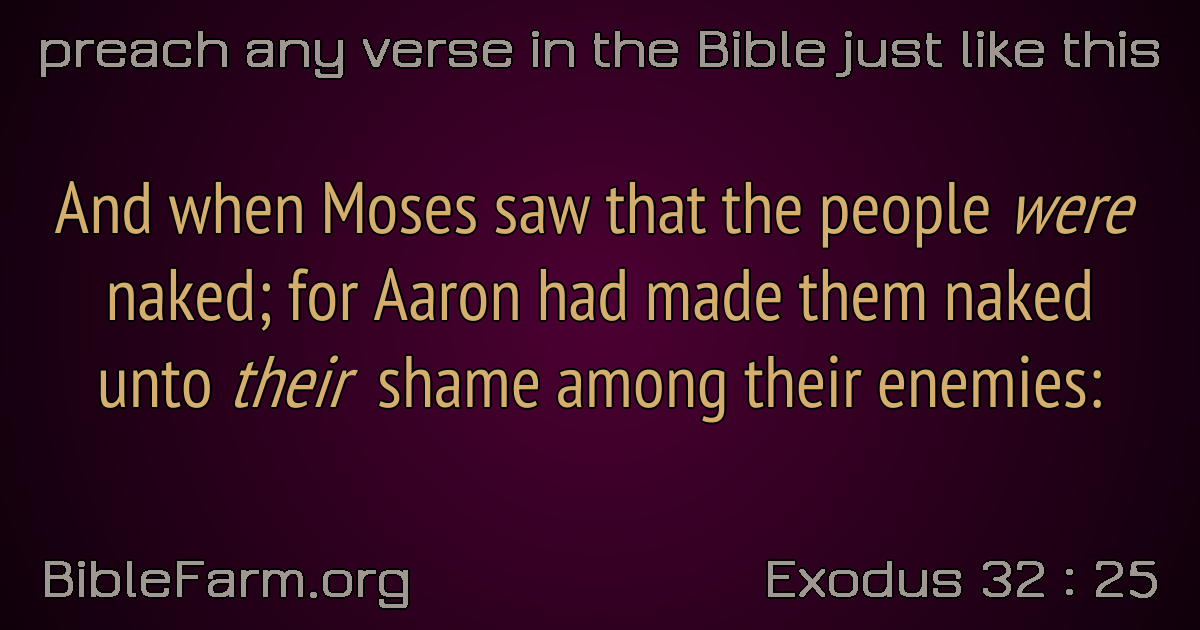 preach any verse in the Bible just like this
And when Moses saw that the people were
naked; for Aaron had made them naked
unto their shame among their enemies:
BibleFarm.org
Exodus 32 : 25